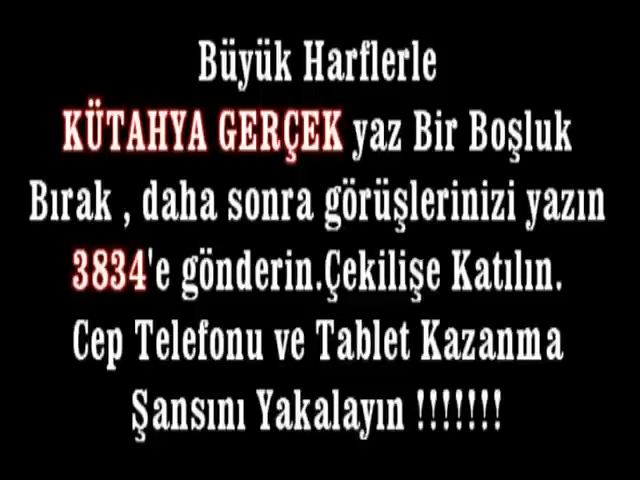 Büyük Harflerle
KÜTAHYA GERÇEK yaz Bir Boşluk
Bırak , daha sonra görüşlerinizi yazın
3834'e gönderin.Çekilişe Katılın.
Cep Telefonu ve Tablet Kazanma
Şansını Yakalayın !!!!!!!